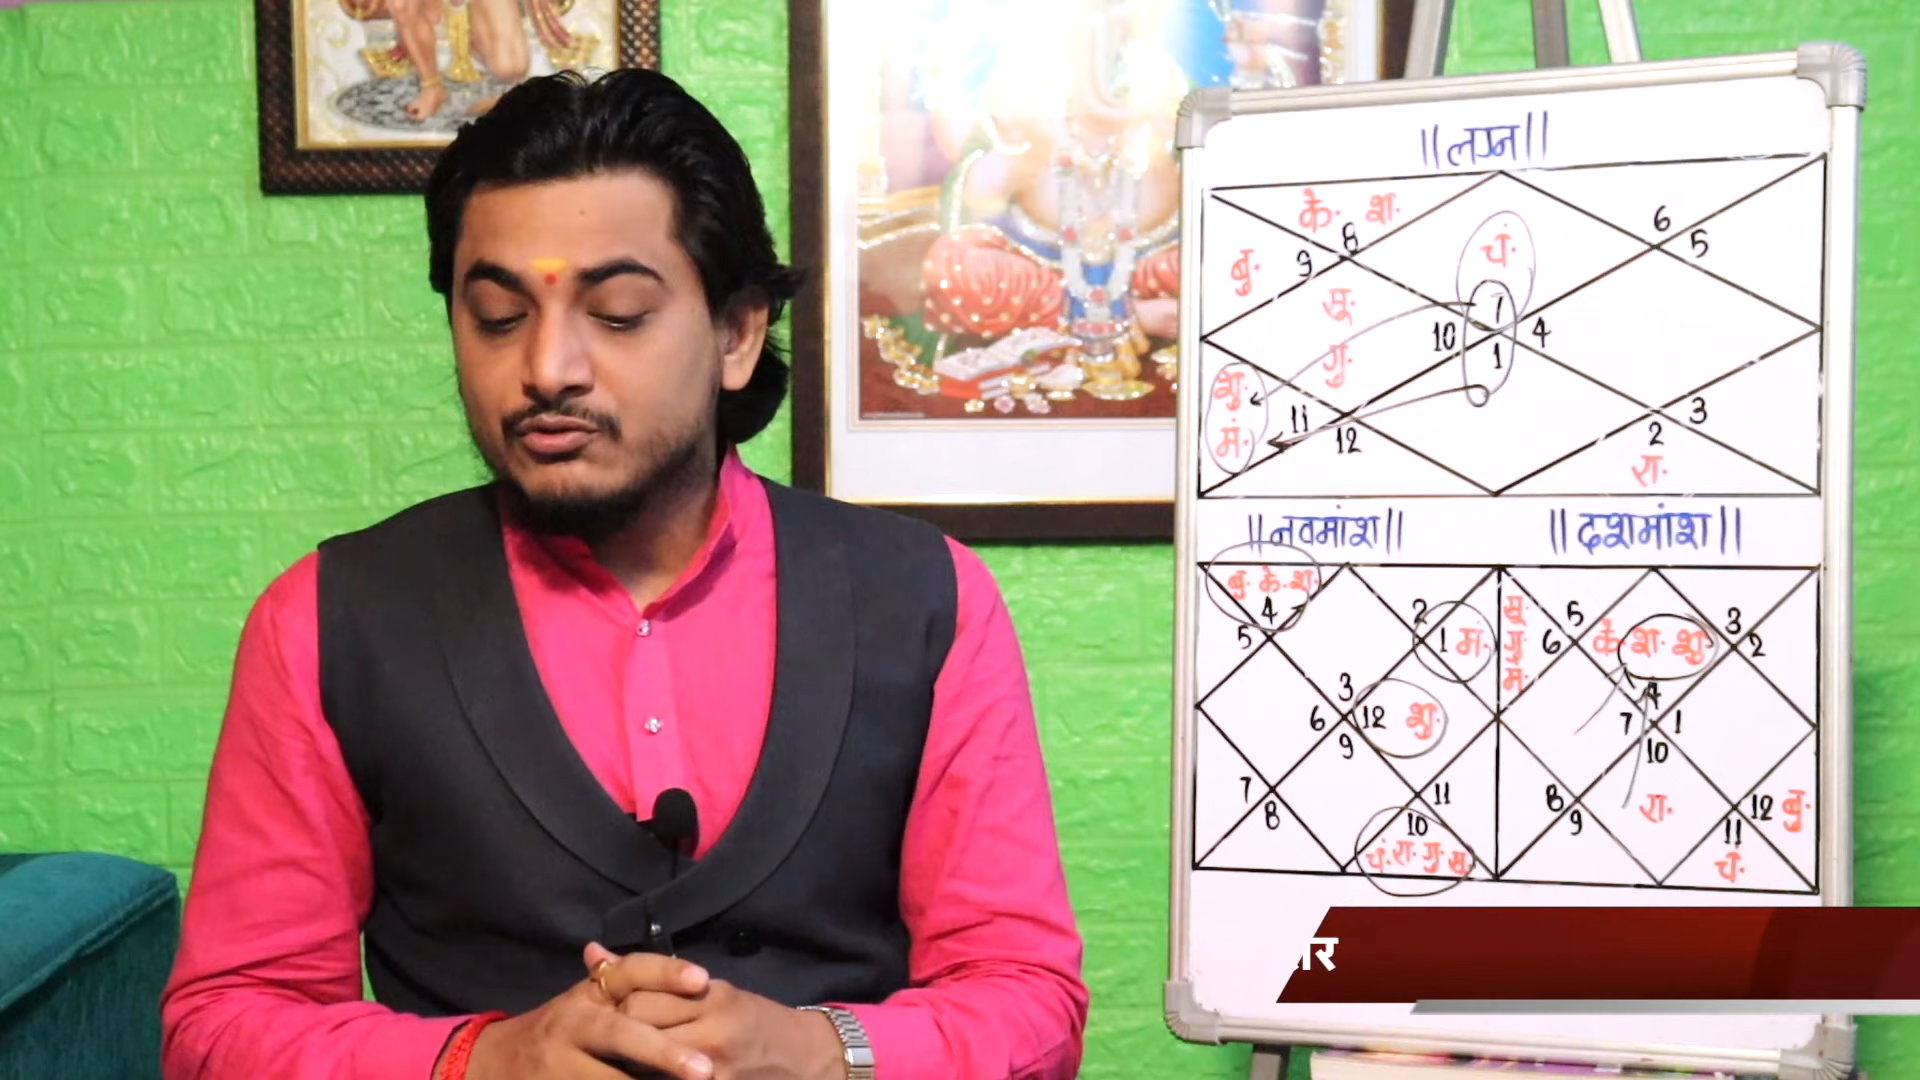 ||लग्न||
के. श.
8
6
5
चं.
बु.
9
सू.
7
10
4
गु.
1
शु.
मं.
11
12
3
2
रा.
||नवमांश||
||दशमांश||
बु. के. श.
4
5
2
1 मं.
3
6
12 शु.
9
7
8
11
10
चं. रा. गु. सू.
सू.
गु.
मं.
5
6
के. श. शु.
3
2
4
7
1
10
8
9
रा.
12 बु.
11
चं.